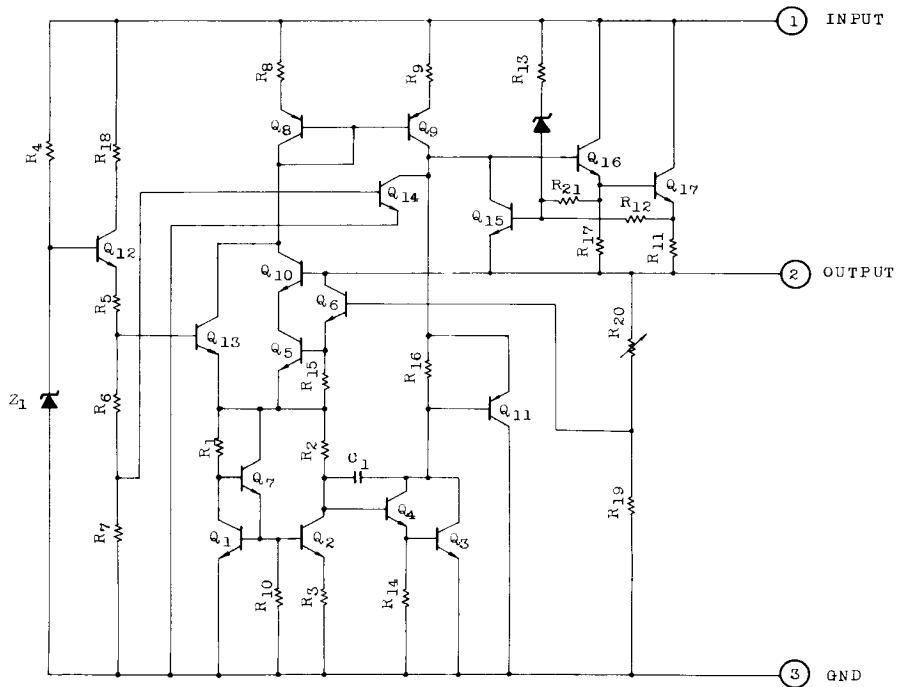 1 INPUT
R8
R9
R13
R4
R18
Q8
Q9
Q16
Q14
R21
Q17
R12
Q15
R17
R11
Q12
Q10
2 OUTPUT
R5
Q6
R20
Q13
Q5
R15
R16
Z1
R6
Q11
R1
R2
C1
Q7
R19
Q4
R7
Q1
Q2
Q3
R10
R3
R14
3 GND